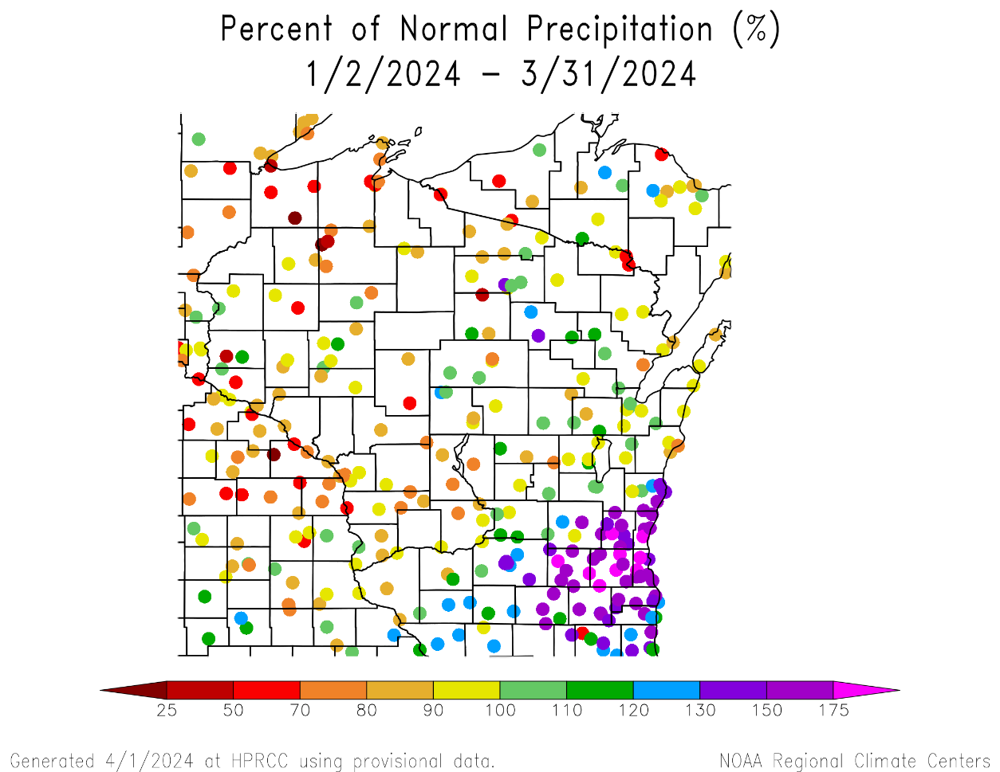 Percent of Normal Precipitation (%)
1/2/2024 – 3/31/2024
25 50 70 80 90 100 110 120 130 150 175
Generated 4/1/2024 at HPRCC using provisional data.
NOAA Regional Climate Centers